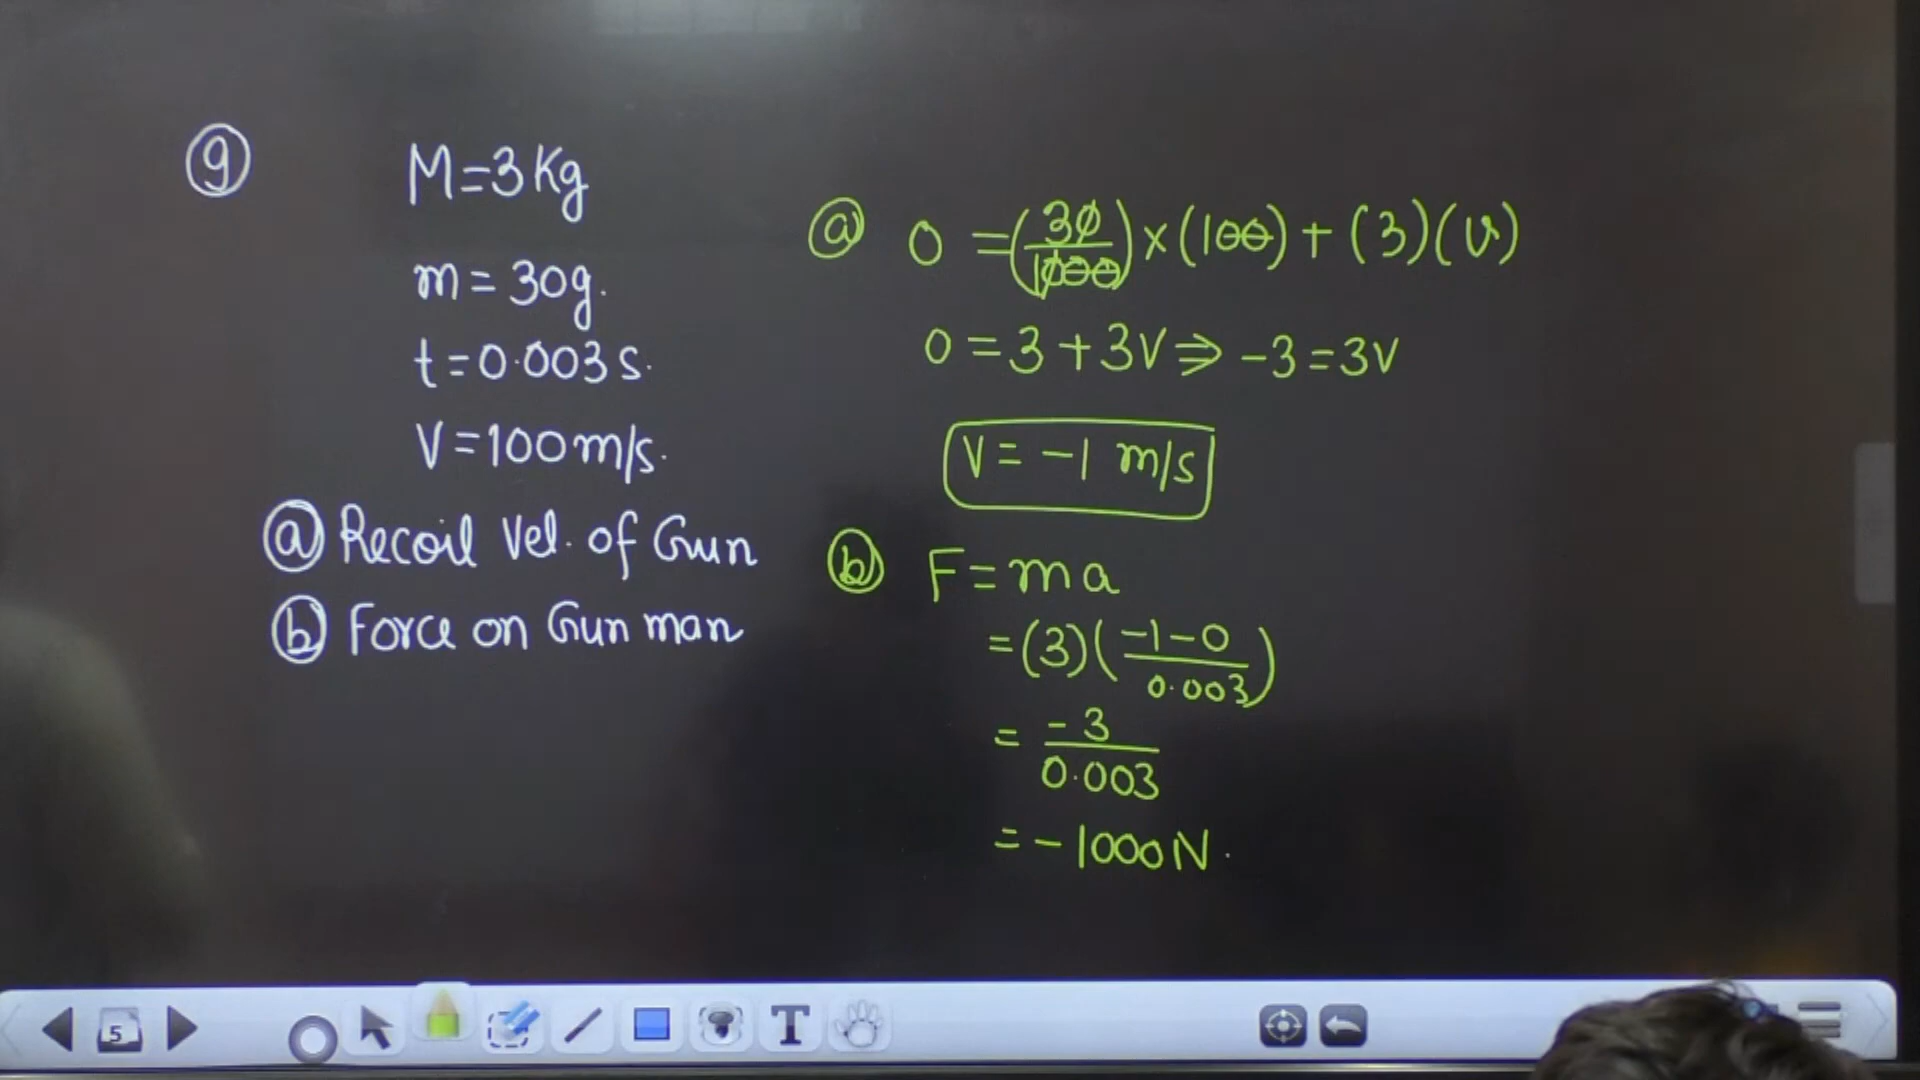 9
M=3Kg
m=30g.
t=0.003s.
V=100m/s.
(a) Recoil Vel. of Gun
(b) Force on Gun man
(a) 0 = (30/1000)×(100)+(3)(v)
0=3+3V⇒ -3=3V
V= -1 m/s
(b) F=ma
=(3)((-1-0)/0.003)
= -3/0.003
= -1000N.
5
T